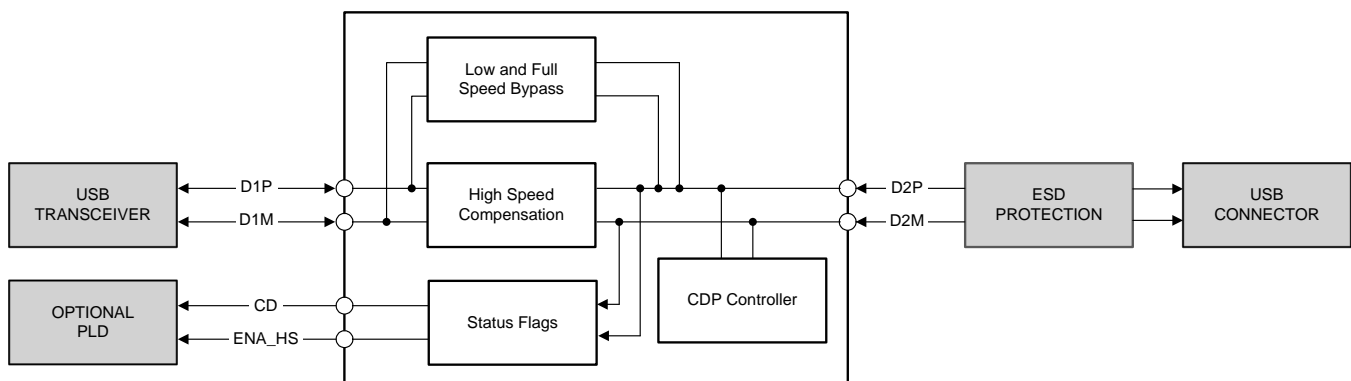 Low and Full
Speed Bypass
USB
TRANSCEIVER
D1P
D1M
High Speed
Compensation
D2P
D2M
ESD
PROTECTION
USB
CONNECTOR
OPTIONAL
PLD
CD
ENA_HS
Status Flags
CDP Controller